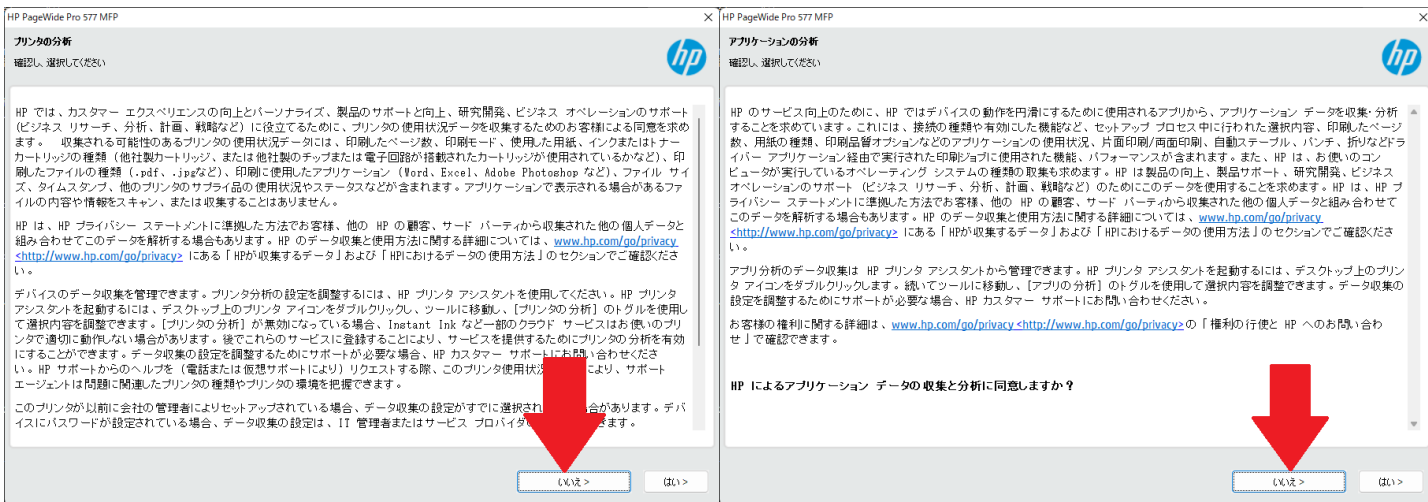 HP PageWide Pro 577 MFP
プリンタの分析
確認し、選択してください
hp
HP では、カスタマー エクスペリエンスの向上とパーソナライズ、製品のサポートと向上、研究開発、ビジネス オペレーションのサポート
(ビジネス リサーチ、分析、計画、戦略など) に役立てるために、プリンタの使用状況データを収集するためのお客様による同意を求め
ます。 収集される可能性のあるプリンタの使用状況データには、印刷したページ数、印刷モード、使用した用紙、インクまたはトナー
カートリッジの種類 (他社製カートリッジ、または他社製のチップまたは電子回路が搭載されたカートリッジが使用されているかなど)、印
刷したファイルの種類 (.pdf、.jpgなど)、印刷に使用したアプリケーション (Word、Excel、Adobe Photoshop など)、ファイル サイ
ズ、タイムスタンプ、他のプリンタのサプライ品の使用状況やステータスなどが含まれます。アプリケーションで表示される場合があるファ
イルの内容や情報をスキャン、または収集することはありません。
HP は、HP プライバシー ステートメントに準拠した方法でお客様、他の HP の顧客、サード パーティから収集された他の個人データと
組み合わせてこのデータを解析する場合もあります。HP のデータ収集と使用方法に関する詳細については、www.hp.com/go/privacy
<http://www.hp.com/go/privacy> にある「HPが収集するデータ」および「HPにおけるデータの使用方法」のセクションでご確認くださ
い。
デバイスのデータ収集を管理できます。プリンタ分析の設定を調整するには、HP プリンタ アシスタントを使用してください。HP プリンタ
アシスタントを起動するには、デスクトップ上のプリンタ アイコンをダブルクリックし、ツールに移動し、[プリンタの分析] のトグルを使用し
て選択内容を調整できます。[プリンタの分析] が無効になっている場合、Instant Ink など一部のクラウド サービスはお使いのプリ
ンタで適切に動作しない場合があります。後でこれらのサービスに登録することにより、サービスを提供するためにプリンタの分析を有効
にすることができます。データ収集の設定を調整するためにサポートが必要な場合、HP カスタマー サポートにお問い合わせくださ
い。HP サポートからのヘルプを (電話または仮想サポートにより) リクエストする際、このプリンタ使用状況 により、サポート
エージェントは問題に関連したプリンタの種類やプリンタの環境を把握できます。
このプリンタが以前に会社の管理者によりセットアップされている場合、データ収集の設定がすでに選択され 合があります。デバ
イスにパスワードが設定されている場合、データ収集の設定は、IT 管理者またはサービス プロバイダ きます。
いいえ >
はい >
HP PageWide Pro 577 MFP
アプリケーションの分析
確認し、選択してください
hp
HP のサービス向上のために、HP ではデバイスの動作を円滑にするために使用されるアプリから、アプリケーション データを収集・分析
することを求めています。これには、接続の種類や有効にした機能など、セットアップ プロセス中に行われた選択内容、印刷したページ
数、用紙の種類、印刷品質オプションなどのアプリケーションの使用状況、片面印刷/両面印刷、自動ステープル、パンチ、折りなどドラ
イバー アプリケーション経由で実行された印刷ジョブに使用された機能、パフォーマンスが含まれます。また、HP は、お使いのコン
ピュータが実行しているオペレーティング システムの種類の収集も求めます。HP は製品の向上、製品サポート、研究開発、ビジネス
オペレーションのサポート (ビジネス リサーチ、分析、計画、戦略など) のためにこのデータを使用することを求めます。HP は、HP プ
ライバシー ステートメントに準拠した方法でお客様、他の HP の顧客、サード パーティから収集された他の個人データと組み合わせて
このデータを解析する場合もあります。HP のデータ収集と使用方法に関する詳細については、www.hp.com/go/privacy
<http://www.hp.com/go/privacy> にある「HPが収集するデータ」および「HPにおけるデータの使用方法」のセクションでご確認くださ
い。
アプリ分析のデータ収集は HP プリンタ アシスタントから管理できます。HP プリンタ アシスタントを起動するには、デスクトップ上のプリン
タ アイコンをダブルクリックします。続いてツールに移動し、[アプリの分析] のトグルを使用して選択内容を調整できます。データ収集の
設定を調整するためにサポートが必要な場合、HP カスタマー サポートにお問い合わせください。
お客様の権利に関する詳細は、www.hp.com/go/privacy <http://www.hp.com/go/privacy>の「権利の行使と HP へのお問い合わ
せ」で確認できます。
HP によるアプリケーション データの収集と分析に同意しますか?
いいえ >
はい >